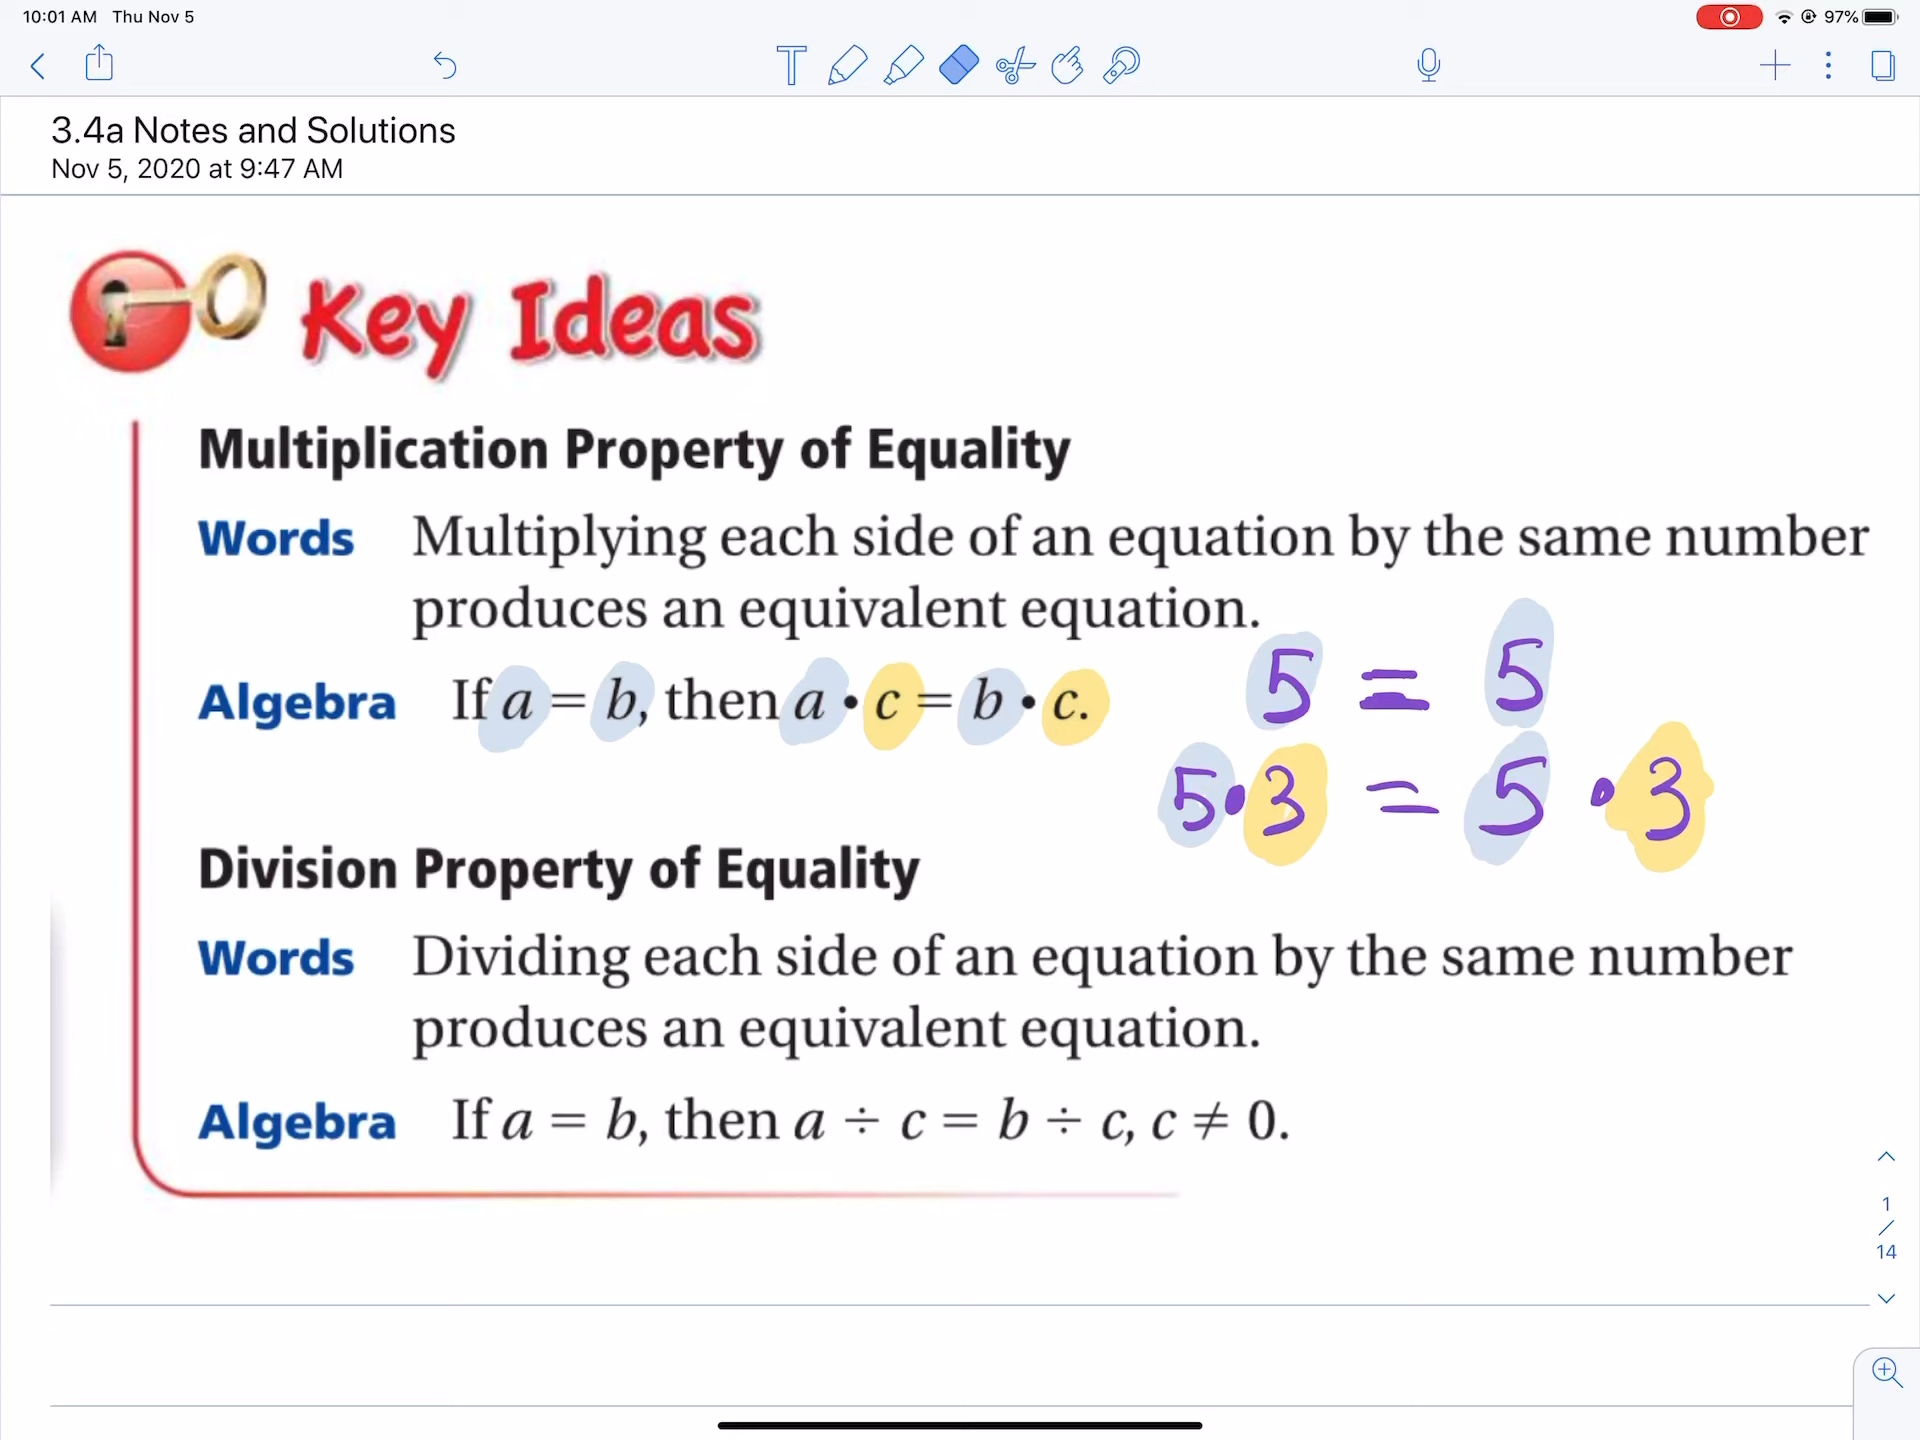 10:01 AM Thu Nov 5
97%
3.4a Notes and Solutions
Nov 5, 2020 at 9:47 AM
Key Ideas
Multiplication Property of Equality
Words Multiplying each side of an equation by the same number
produces an equivalent equation.
Algebra If a = b, then a • c = b • c.
5 = 5
5 • 3 = 5 • 3
Division Property of Equality
Words Dividing each side of an equation by the same number
produces an equivalent equation.
Algebra If a = b, then a ÷ c = b ÷ c, c ≠ 0.
1
/
14